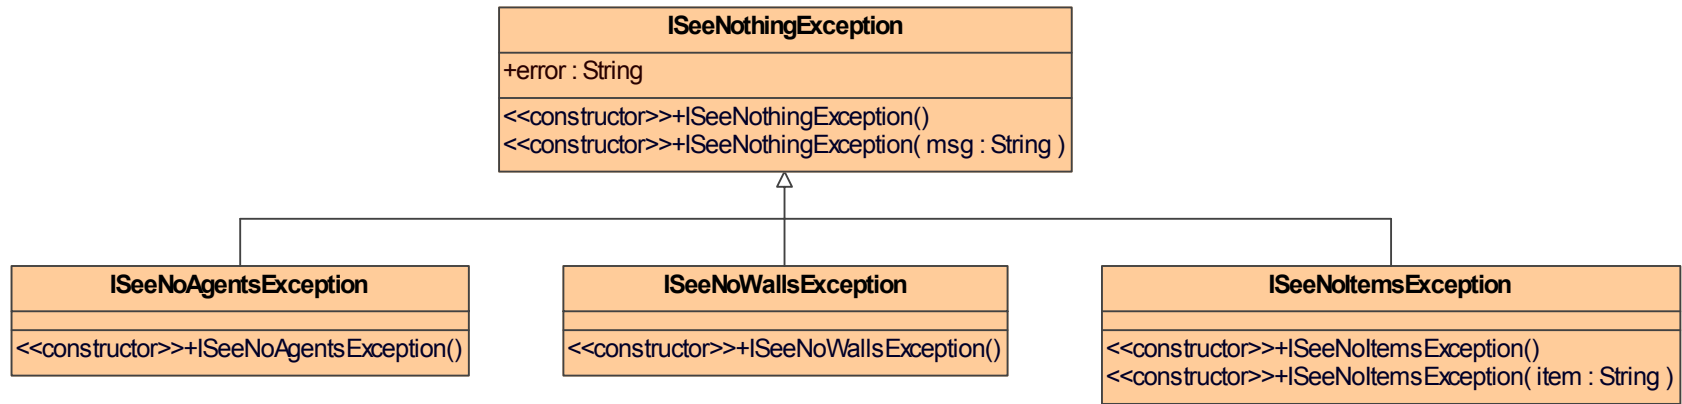 ISeeNothingException
+error : String
<<constructor>>+ISeeNothingException()
<<constructor>>+ISeeNothingException( msg : String )
ISeeNoAgentsException
<<constructor>>+ISeeNoAgentsException()
ISeeNoWallsException
<<constructor>>+ISeeNoWallsException()
ISeeNoItemsException
<<constructor>>+ISeeNoItemsException()
<<constructor>>+ISeeNoItemsException( item : String )